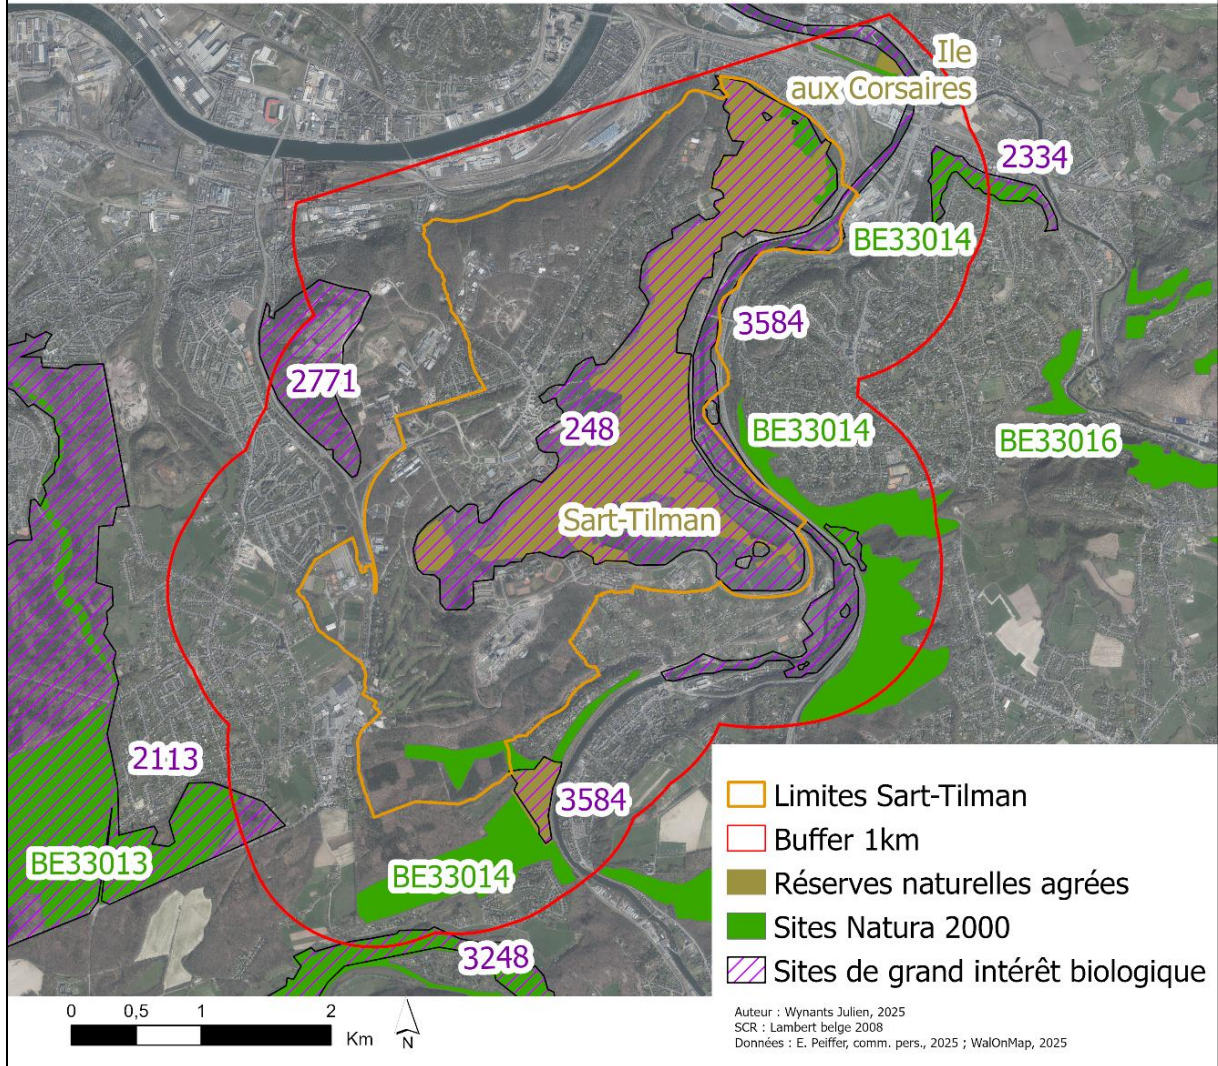 Ile
aux Corsaires
2334
BE33014
3584
2771
248
BE33014
BE33016
Sart-Tilman
2113
3584
BE33013
BE33014
3248
Limites Sart-Tilman
Buffer 1km
Réserves naturelles agrées
Sites Natura 2000
Sites de grand intérêt biologique
0 0,5 1 2
Km
N
Auteur : Wynants Julien, 2025
SCR : Lambert belge 2008
Données : E. Peiffer, comm. pers., 2025 ; WalOnMap, 2025